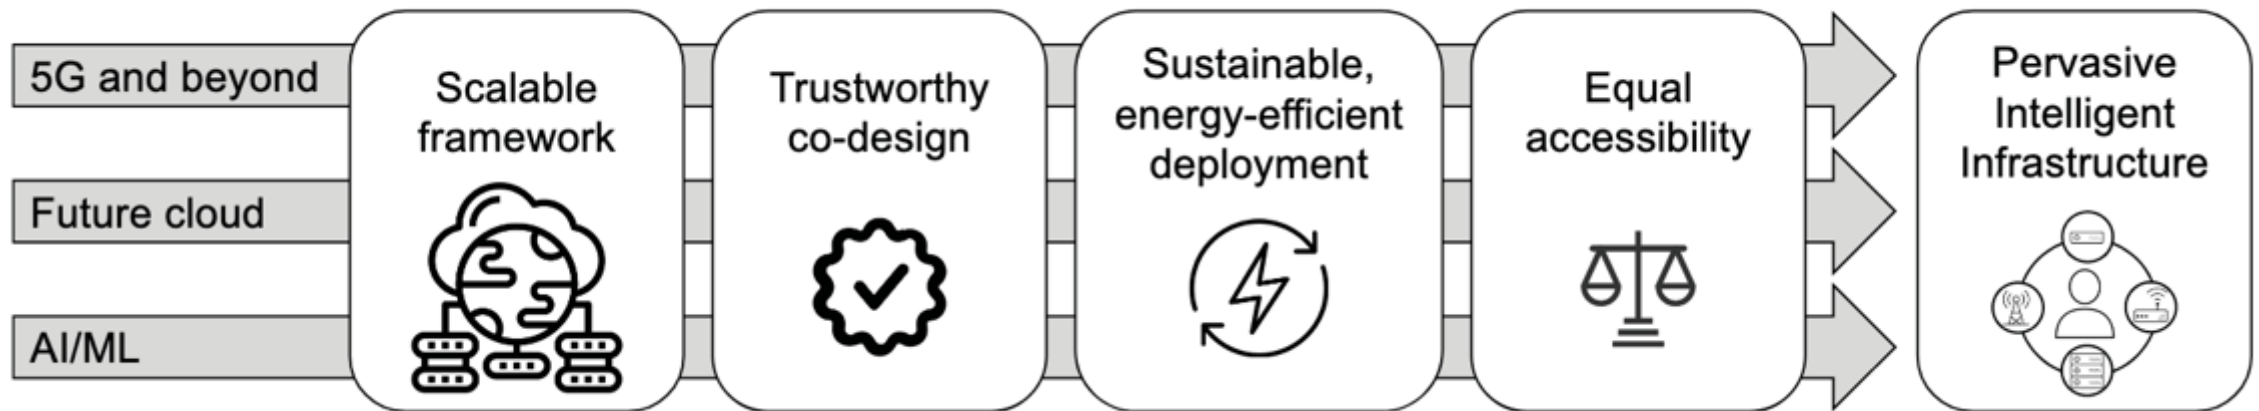 5G and beyond
Future cloud
AI/ML
Scalable
framework
Trustworthy
co-design
Sustainable,
energy-efficient
deployment
Equal
accessibility
Pervasive
Intelligent
Infrastructure